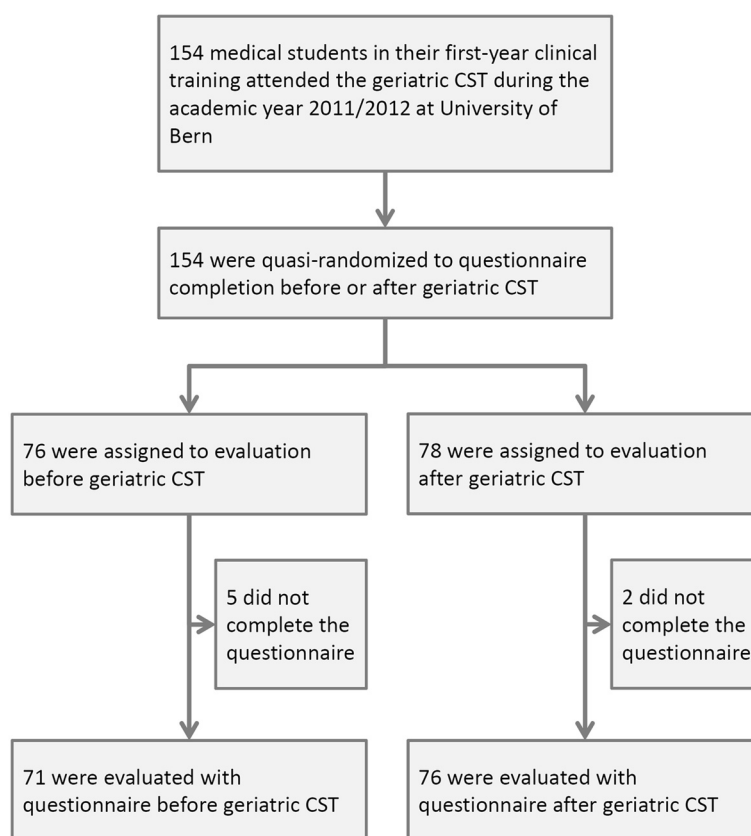 154 medical students in their first-year clinical
training attended the geriatric CST during the
academic year 2011/2012 at University of
Bern
154 were quasi-randomized to questionnaire
completion before or after geriatric CST
76 were assigned to evaluation
before geriatric CST
78 were assigned to evaluation
after geriatric CST
5 did not
complete the
questionnaire
2 did not
complete the
questionnaire
71 were evaluated with
questionnaire before geriatric CST
76 were evaluated with
questionnaire after geriatric CST